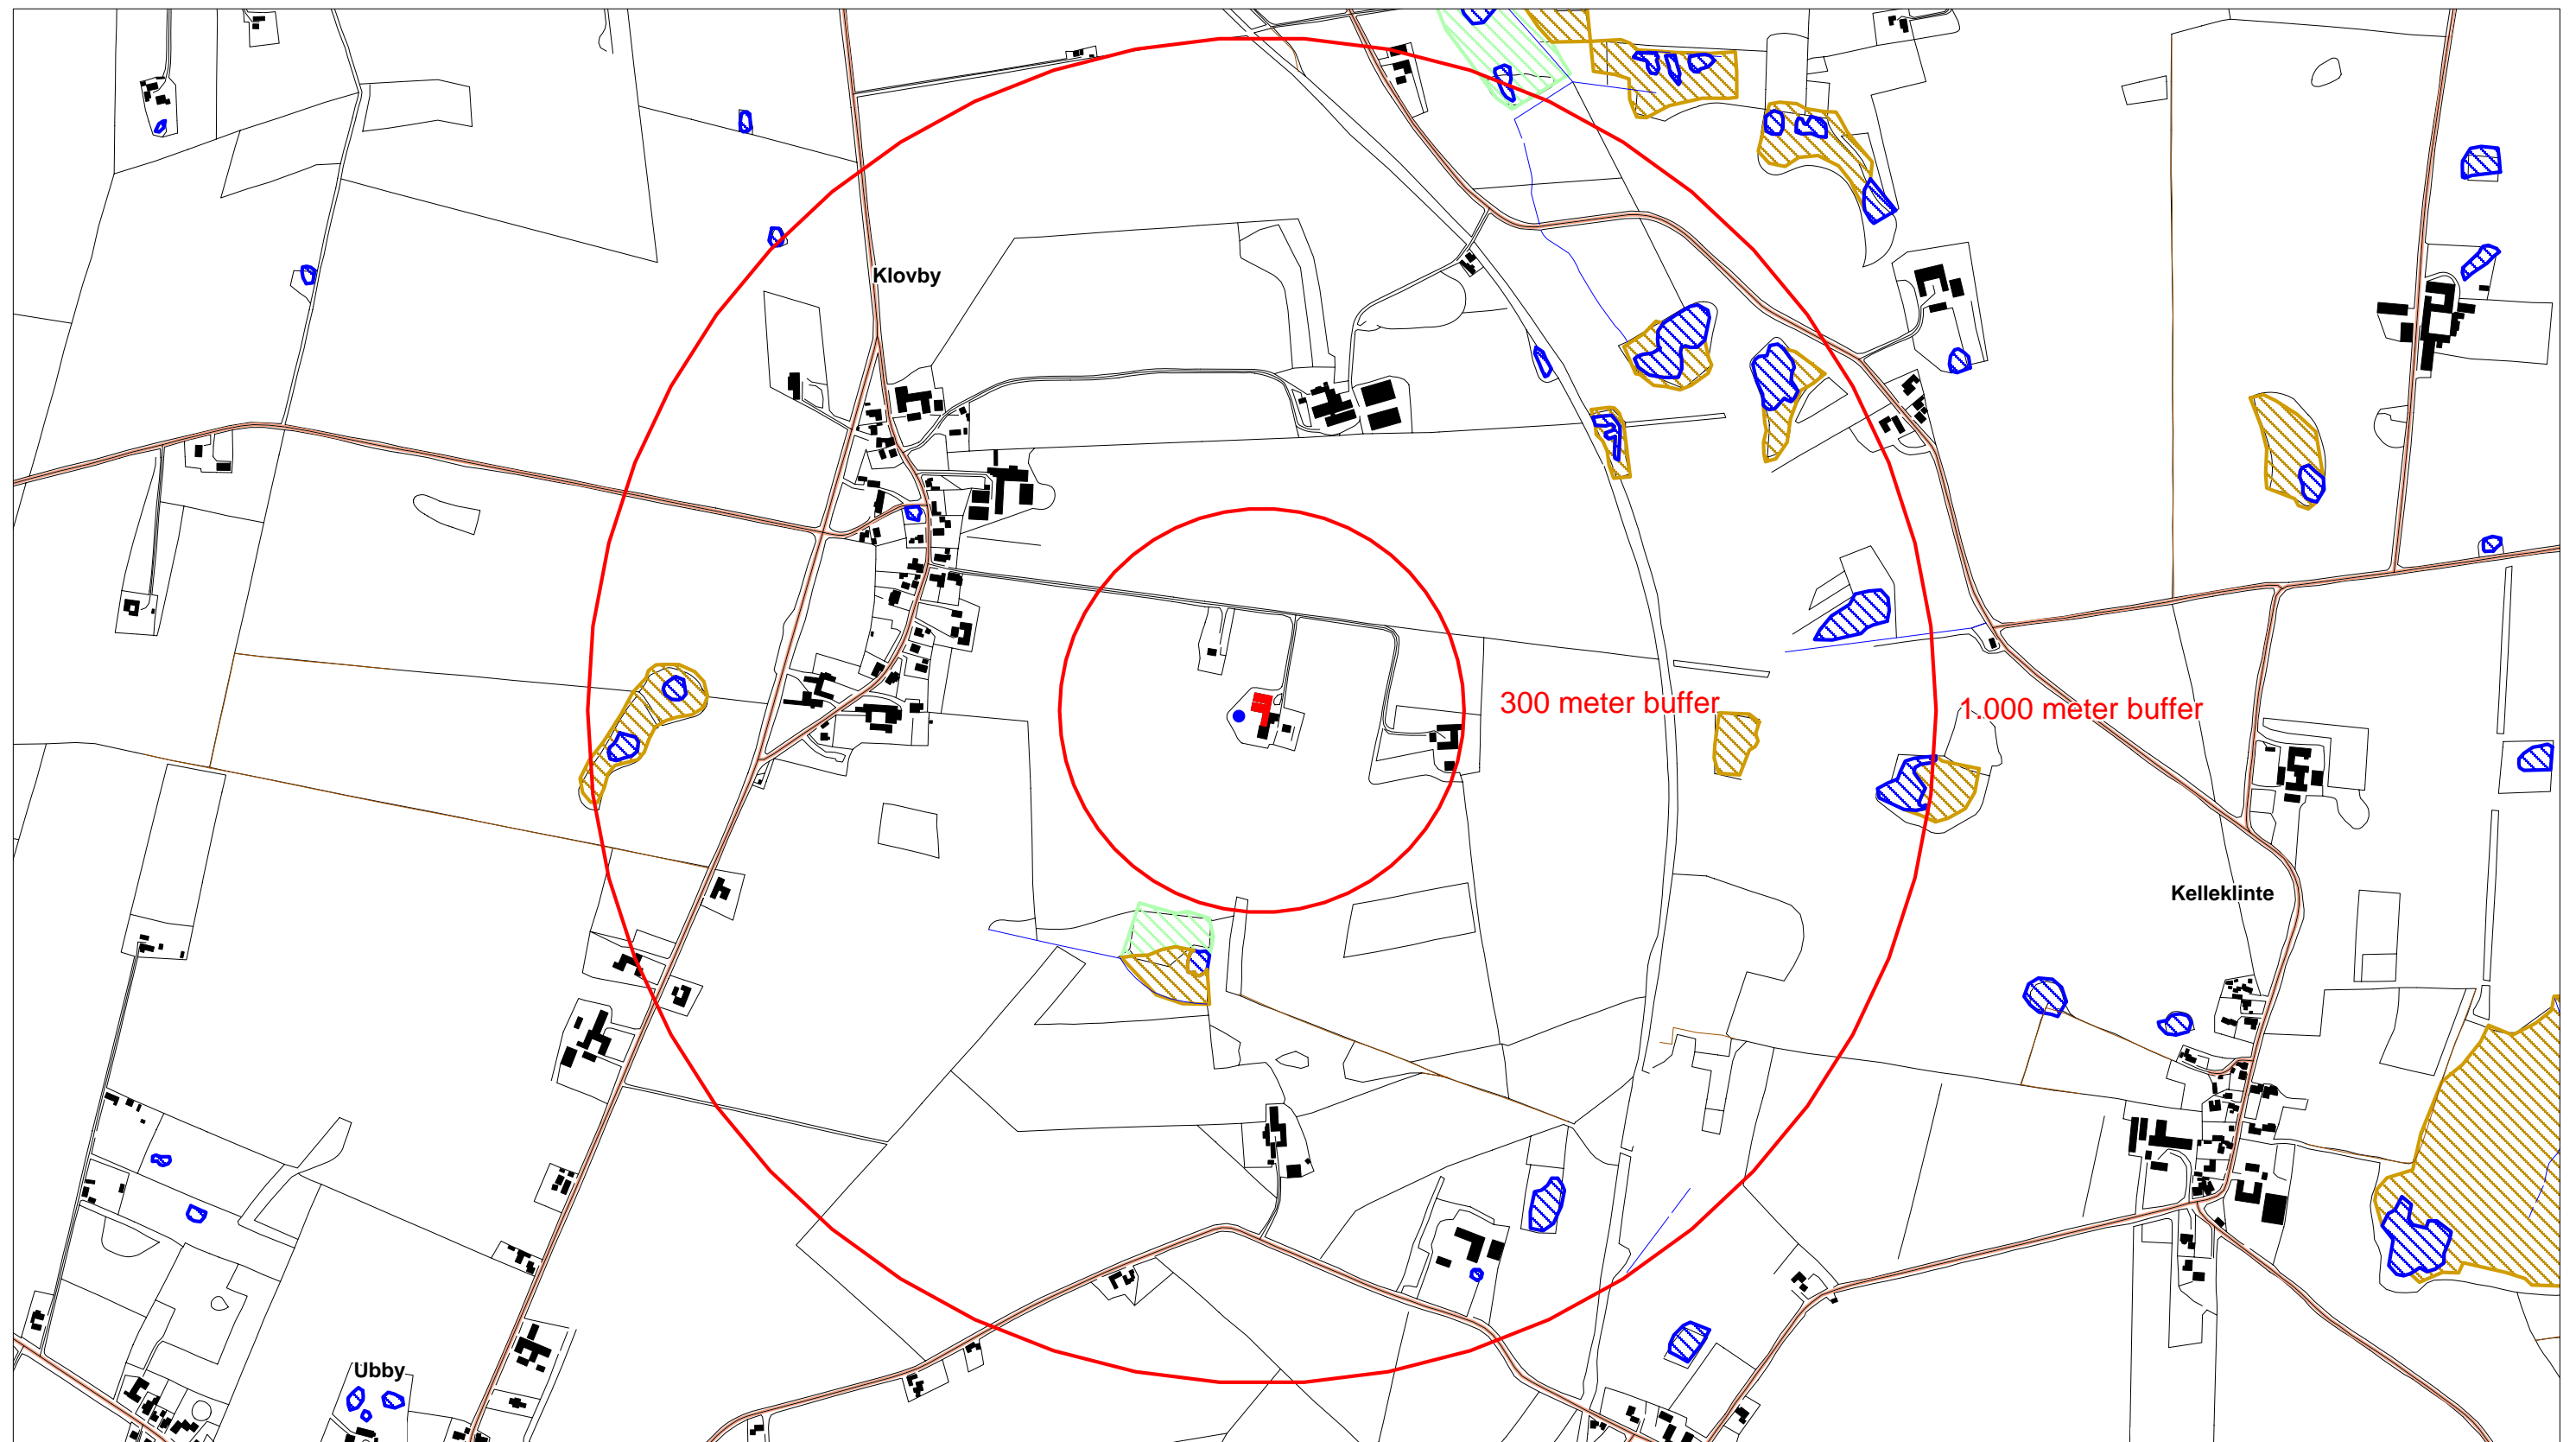 Klovby
300 meter buffer
1.000 meter buffer
Kelleklinte
Ubby